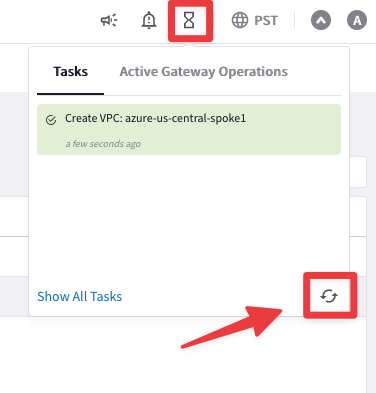 PST
A
Tasks
Active Gateway Operations
Create VPC: azure-us-central-spoke1
a few seconds ago
Show All Tasks